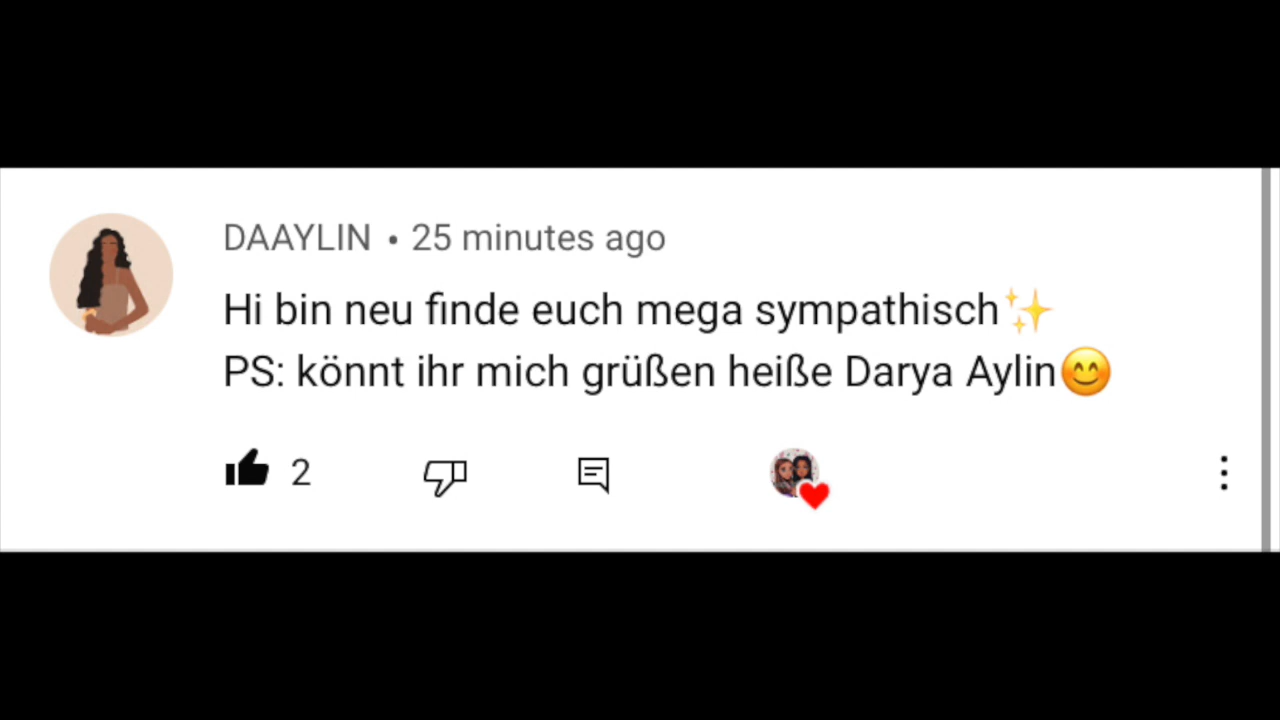 DAAYLIN • 25 minutes ago
Hi bin neu finde euch mega sympathisch✨
PS: könnt ihr mich grüßen heiße Darya Aylin😊
2